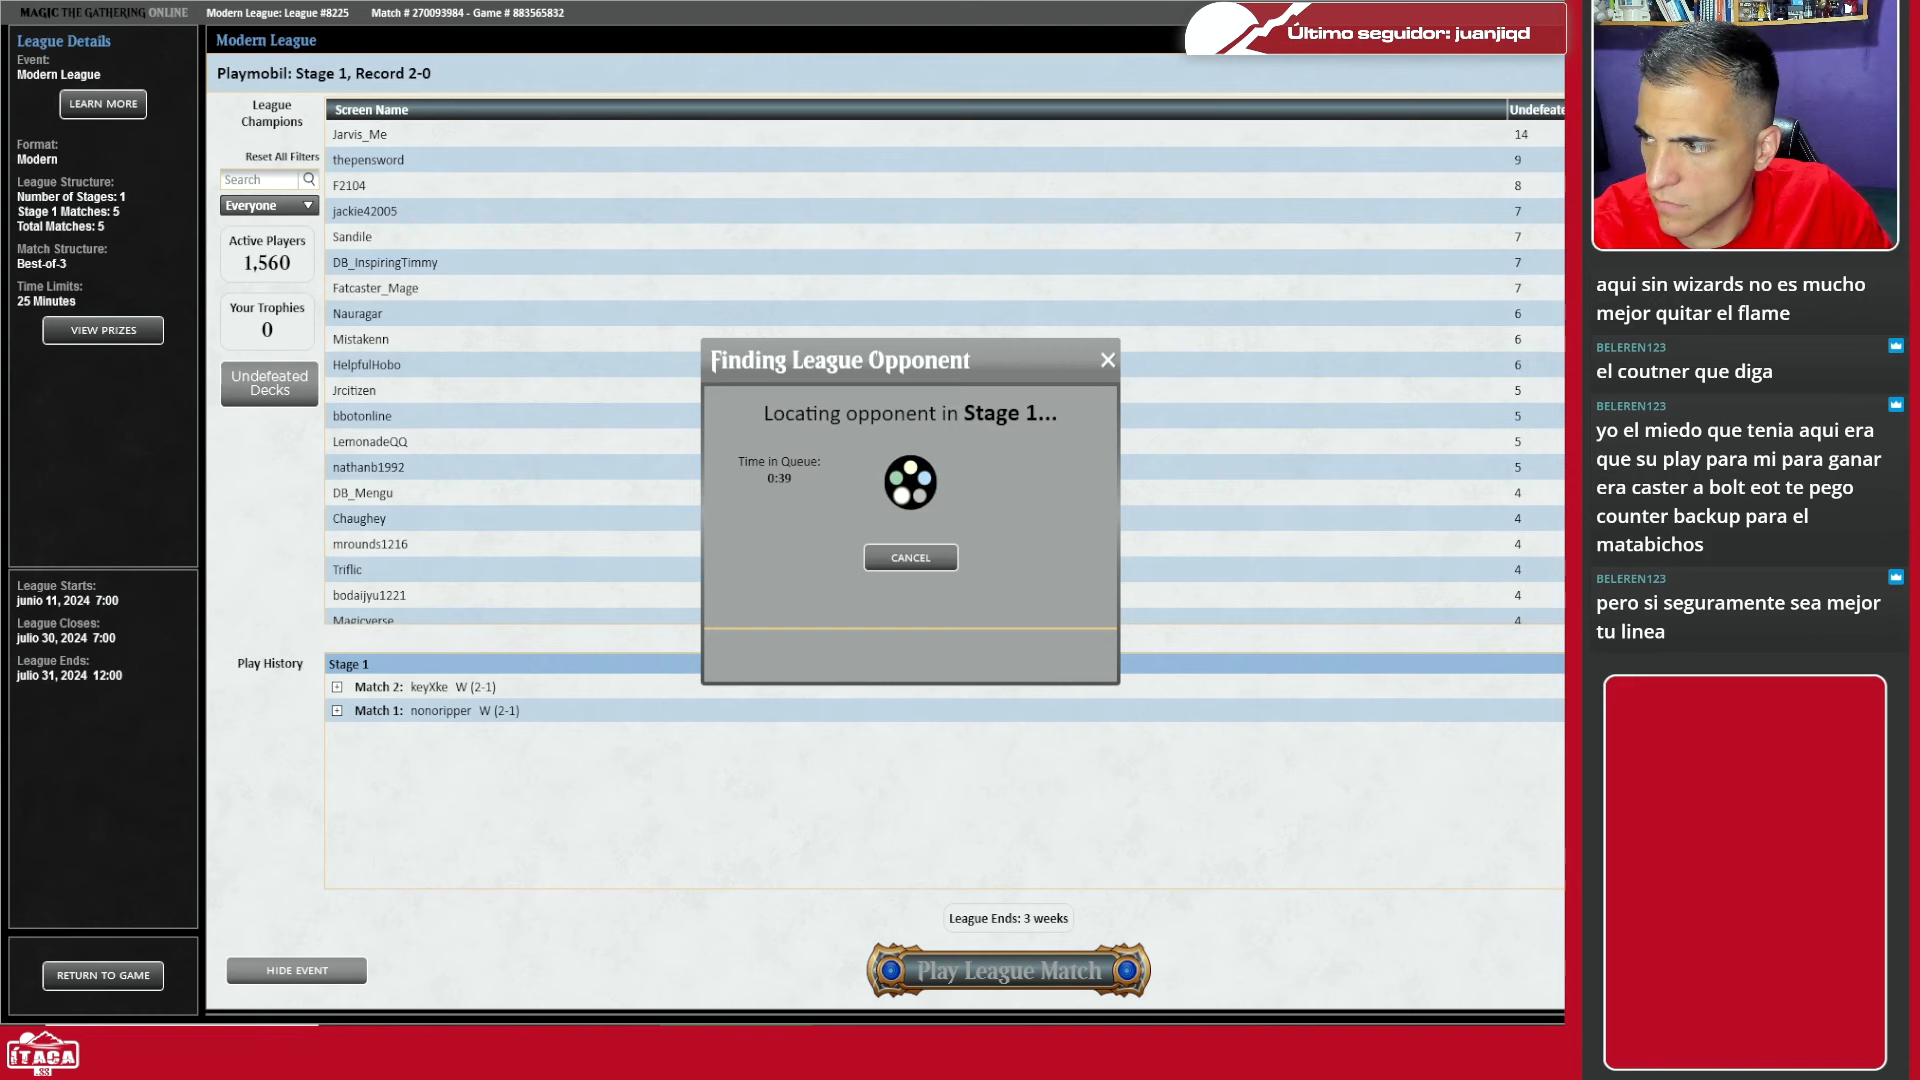 MAGIC THE GATHERING ONLINE
Modern League: League #8225
Match # 270093984 - Game # 883565832
League Details
Event:
Modern League
LEARN MORE
Format:
Modern
League Structure:
Number of Stages: 1
Stage 1 Matches: 5
Total Matches: 5
Match Structure:
Best-of-3
Time Limits:
25 Minutes
VIEW PRIZES
League Starts:
junio 11, 2024 7:00
League Closes:
julio 30, 2024 7:00
League Ends:
julio 31, 2024 12:00
RETURN TO GAME
Modern League
Playmobil: Stage 1, Record 2-0
League
Champions
Reset All Filters
Search
Everyone
Active Players
1,560
Your Trophies
0
Undefeated
Decks
Screen Name
Undefeate
Jarvis_Me 14
thepensword 9
F2104 8
jackie42005 7
Sandile 7
DB_InspiringTimmy 7
Fatcaster_Mage 7
Nauragar 6
Mistakenn 6
HelpfulHobo 6
Jrcitizen 5
bbotonline 5
LemonadeQQ 5
nathanb1992 5
DB_Mengu 4
Chaughey 4
mrounds1216 4
Triflic 4
bodaijyu1221 4
Magicverse 4
Finding League Opponent
Locating opponent in Stage 1...
Time in Queue:
0:39
CANCEL
Play History
Stage 1
Match 2: keyXke W (2-1)
Match 1: nonoripper W (2-1)
League Ends: 3 weeks
HIDE EVENT
Play League Match
Último seguidor: juanjiqd
aqui sin wizards no es mucho
mejor quitar el flame
BELEREN123
el coutner que diga
BELEREN123
yo el miedo que tenia aqui era
que su play para mi para ganar
era caster a bolt eot te pego
counter backup para el
matabichos
BELEREN123
pero si seguramente sea mejor
tu linea
ÍTACA
.SS